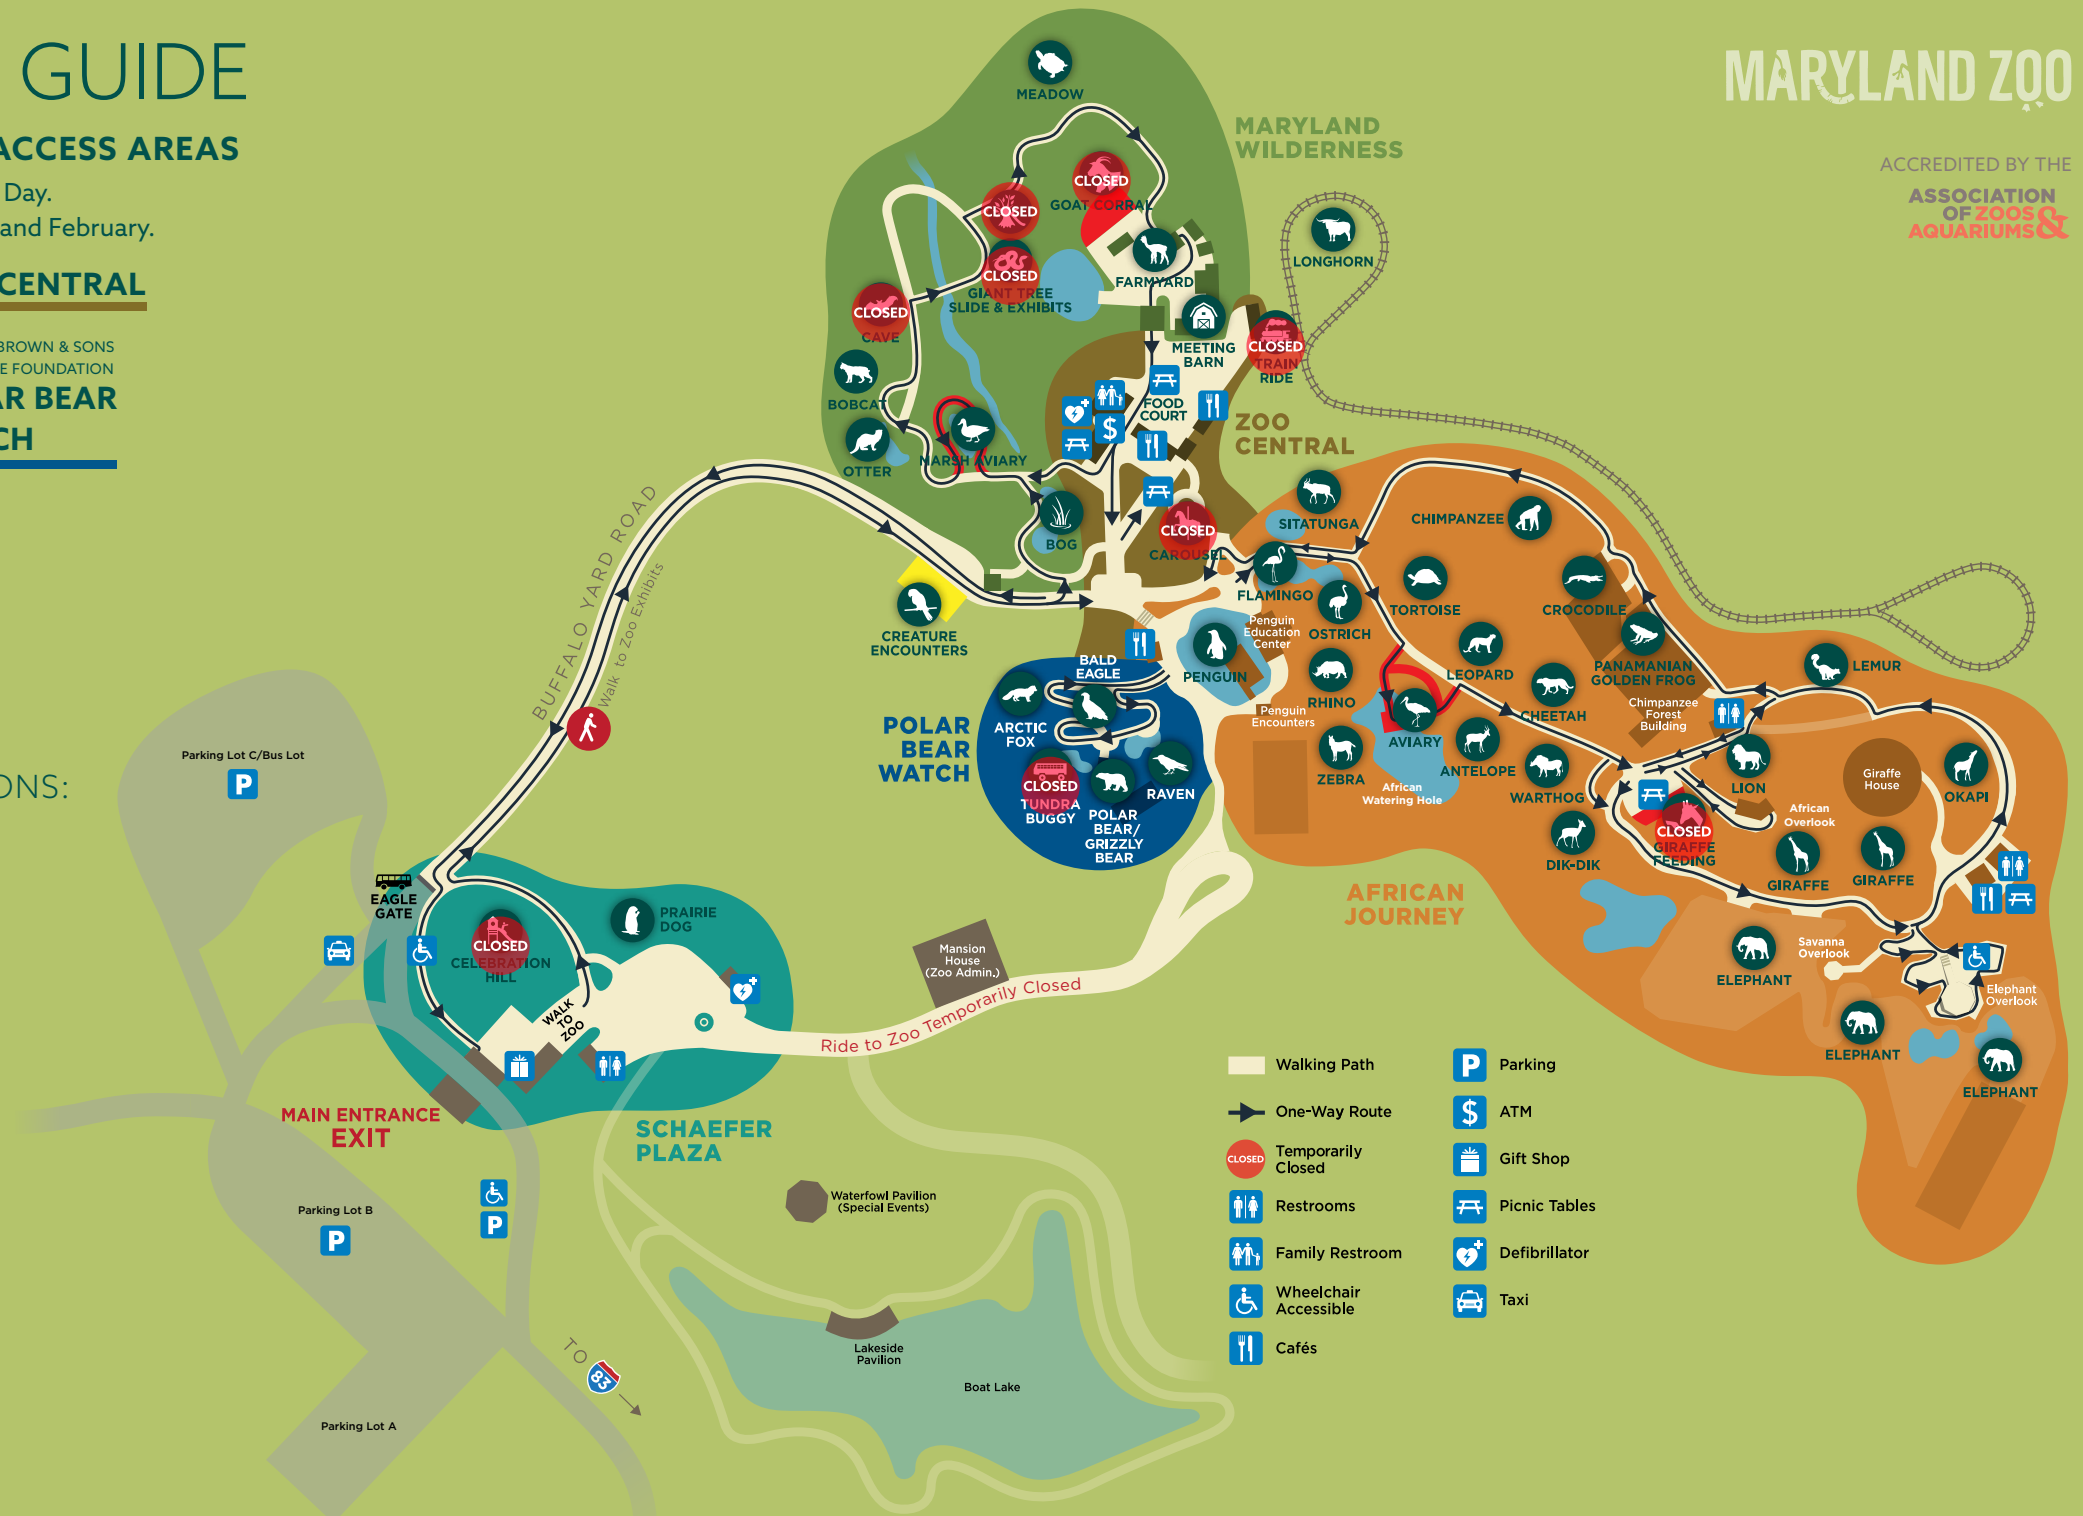 GUIDE
ACCESS AREAS
Day.
and February.
CENTRAL
BROWN & SONS
E FOUNDATION
AR BEAR
CH
ONS:
MARYLAND ZOO
ACCREDITED BY THE
ASSOCIATION
OF ZOOS &
AQUARIUMS
MEADOW
MARYLAND
WILDERNESS
CLOSED
GOAT CORRAL
CLOSED
CLOSED
GIANT TREE
SLIDE & EXHIBITS
FARMYARD
LONGHORN
CLOSED
CAVE
MEETING
BARN
CLOSED
TRAIN
RIDE
BOBCAT
OTTER
MARSH AVIARY
FOOD
COURT
$
ZOO
CENTRAL
BOG
CLOSED
CAROUSEL
SITATUNGA
CHIMPANZEE
FLAMINGO
TORTOISE
CROCODILE
OSTRICH
CREATURE
ENCOUNTERS
Penguin
Education
Center
PENGUIN
RHINO
LEOPARD
PANAMANIAN
GOLDEN FROG
LEMUR
BALD
EAGLE
Penguin
Encounters
CHEETAH
Chimpanzee
Forest
Building
ARCTIC
FOX
POLAR
BEAR
WATCH
AVIARY
ZEBRA
ANTELOPE
WARTHOG
LION
Giraffe
House
OKAPI
African
Watering Hole
African
Overlook
CLOSED
TUNDRA
BUGGY
POLAR
BEAR/
GRIZZLY
BEAR
RAVEN
DIK-DIK
CLOSED
GIRAFFE
FEEDING
GIRAFFE
GIRAFFE
AFRICAN
JOURNEY
ELEPHANT
Savanna
Overlook
Elephant
Overlook
ELEPHANT
ELEPHANT
BUFFALO YARD ROAD
Walk to Zoo Exhibits
Parking Lot C/Bus Lot
P
EAGLE
GATE
CLOSED
CELEBRATION
HILL
PRAIRIE
DOG
WALK
TO
ZOO
Mansion
House
(Zoo Admin.)
Ride to Zoo Temporarily Closed
MAIN ENTRANCE
EXIT
SCHAEFER
PLAZA
Parking Lot B
P
P
Waterfowl Pavilion
(Special Events)
Lakeside
Pavilion
Boat Lake
Parking Lot A
TO
83
Walking Path
One-Way Route
CLOSED
Temporarily
Closed
Restrooms
Family Restroom
Wheelchair
Accessible
Cafés
P
Parking
$
ATM
Gift Shop
Picnic Tables
Defibrillator
Taxi